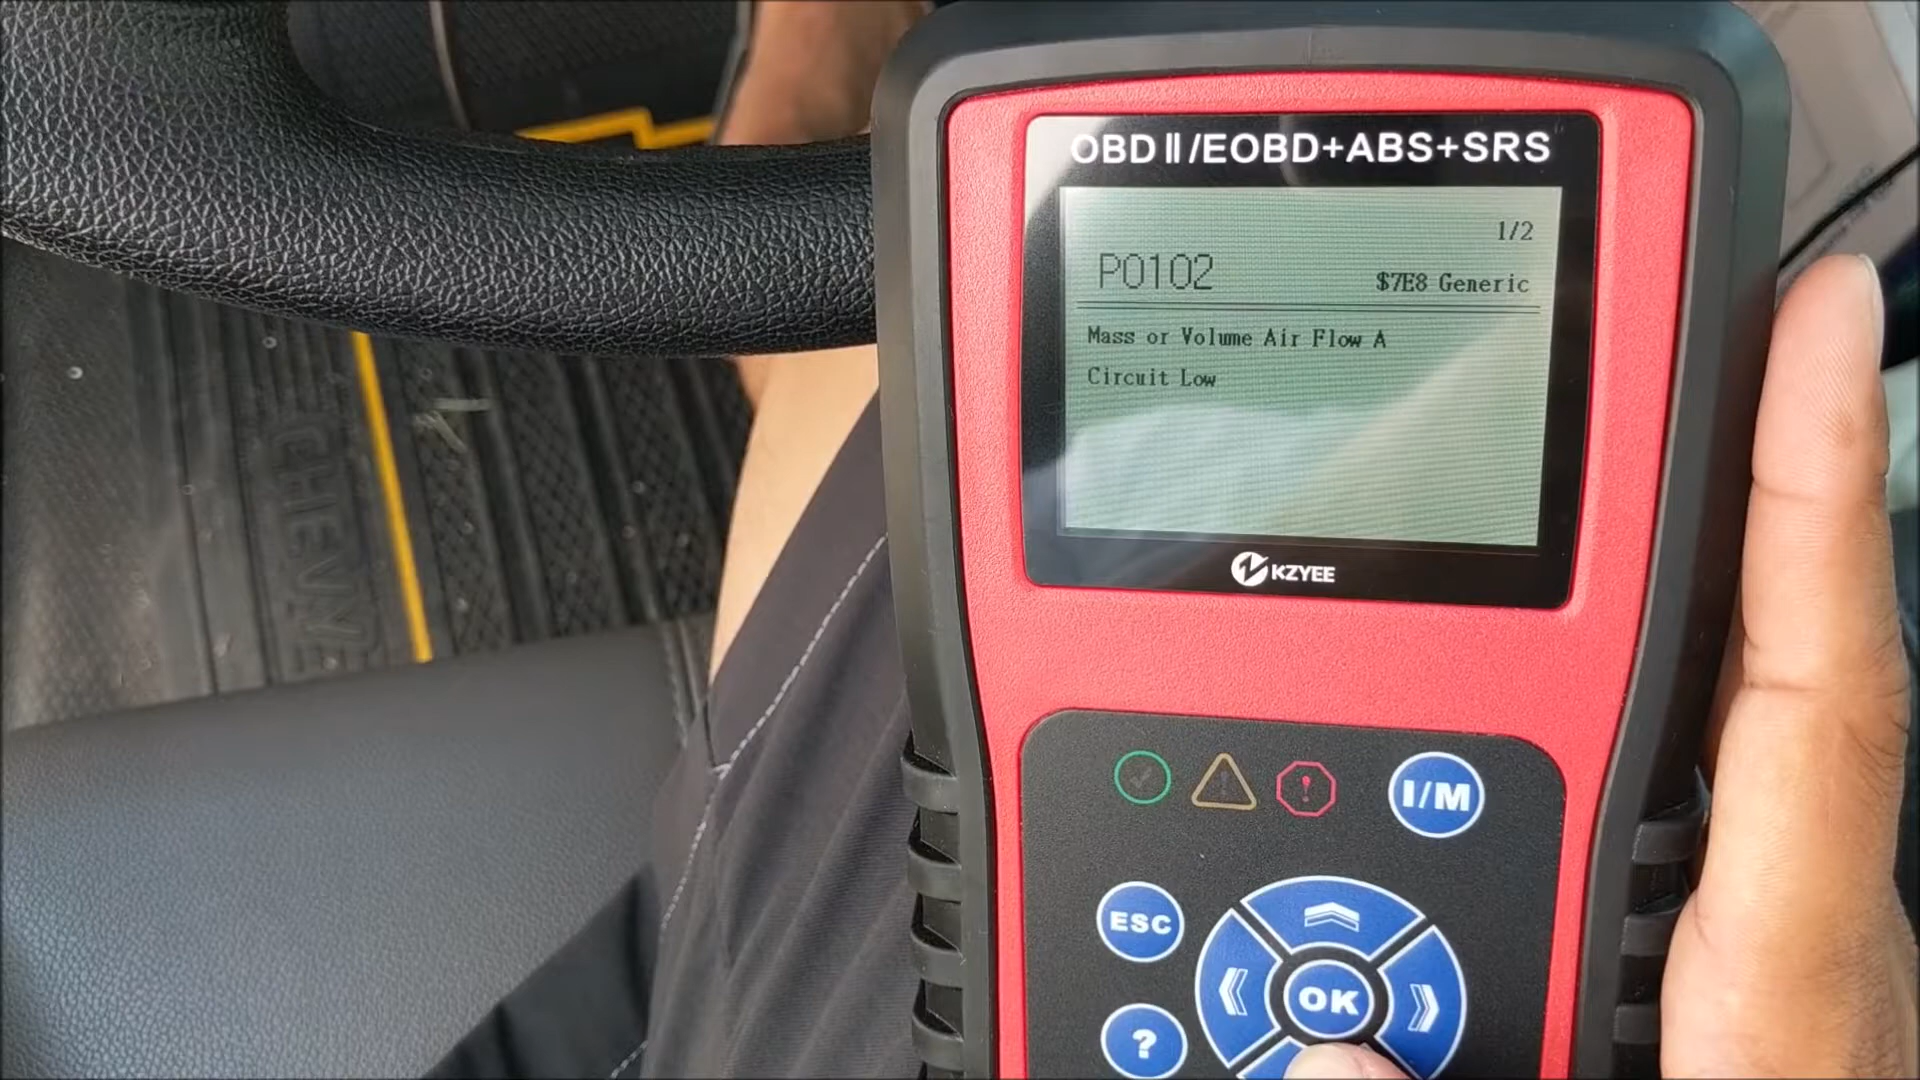 OBD II/EOBD+ABS+SRS
1/2
P0102
$7E8 Generic
Mass or Volume Air Flow A
Circuit Low
KZYEE
I/M
ESC
OK
?
CHEVY